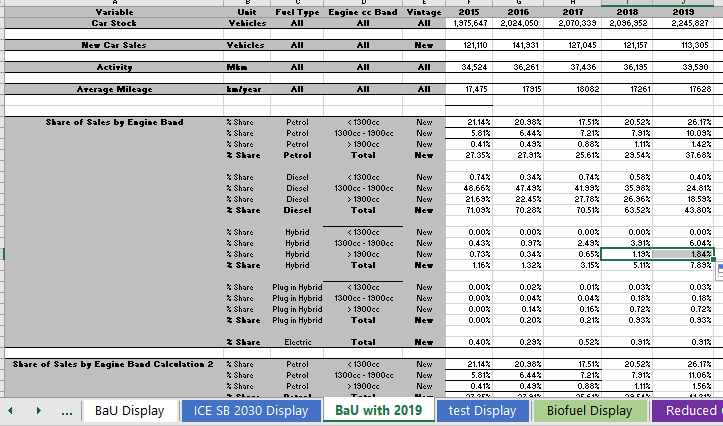 A B C D E F G H I J
Variable Unit Fuel Type Engine cc Band Vintage 2015 2016 2017 2018 2019
Car Stock Vehicles All All All 1,975,647 2,024,050 2,070,339 2,096,952 2,245,827
New Car Sales Vehicles All All New 121,110 141,931 127,045 121,157 113,305
Activity Mkm All All All 34,524 36,261 37,436 36,195 39,590
Average Mileage km/year All All All 17,475 17915 18082 17261 17628
Share of Sales by Engine Band % Share Petrol < 1300cc New 21.14% 20.98% 17.51% 20.52% 26.17%
% Share Petrol 1300cc - 1900cc New 5.81% 6.44% 7.21% 7.91% 10.09%
% Share Petrol > 1900cc New 0.41% 0.49% 0.88% 1.11% 1.42%
% Share Petrol Total New 27.35% 27.91% 25.61% 29.54% 37.68%
% Share Diesel < 1300cc New 0.74% 0.34% 0.74% 0.58% 0.40%
% Share Diesel 1300cc - 1900cc New 48.66% 47.49% 41.99% 35.98% 24.81%
% Share Diesel > 1900cc New 21.69% 22.45% 27.78% 26.96% 18.59%
% Share Diesel Total New 71.09% 70.28% 70.51% 63.52% 43.80%
% Share Hybrid < 1300cc New 0.00% 0.00% 0.00% 0.00% 0.00%
% Share Hybrid 1300cc - 1900cc New 0.43% 0.97% 2.49% 3.91% 6.04%
% Share Hybrid > 1900cc New 0.73% 0.34% 0.65% 1.19% 1.84%
% Share Hybrid Total New 1.16% 1.32% 3.15% 5.11% 7.89%
% Share Plug in Hybrid < 1300cc New 0.00% 0.02% 0.01% 0.03% 0.03%
% Share Plug in Hybrid 1300cc - 1900cc New 0.00% 0.04% 0.04% 0.18% 0.18%
% Share Plug in Hybrid > 1900cc New 0.00% 0.14% 0.16% 0.72% 0.72%
% Share Plug in Hybrid Total New 0.00% 0.20% 0.21% 0.93% 0.93%
% Share Electric Total New 0.40% 0.29% 0.52% 0.91% 0.91%
Share of Sales by Engine Band Calculation 2 % Share Petrol < 1300cc New 21.14% 20.98% 17.51% 20.52% 26.17%
% Share Petrol 1300cc - 1900cc New 5.81% 6.44% 7.21% 7.91% 11.06%
% Share Petrol > 1900cc New 0.41% 0.49% 0.88% 1.11% 1.56%
... BaU Display ICE SB 2030 Display BaU with 2019 test Display Biofuel Display Reduced